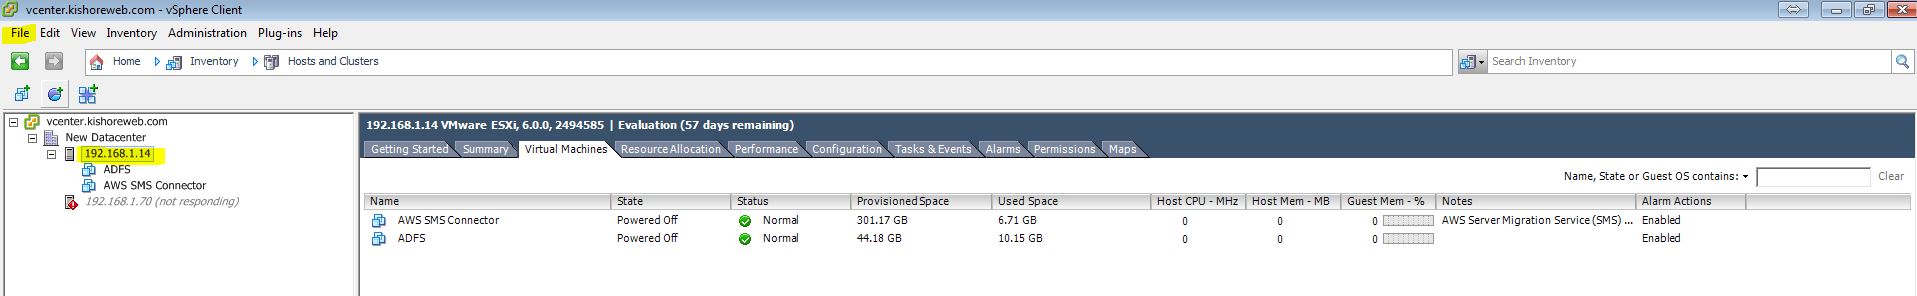 vcenter.kishoreweb.com - vSphere Client
File Edit View Inventory Administration Plug-ins Help
Home Inventory Hosts and Clusters Search Inventory
vcenter.kishoreweb.com
New Datacenter
192.168.1.14
ADFS
AWS SMS Connector
192.168.1.70 (not responding)
192.168.1.14 VMware ESXi, 6.0.0, 2494585 | Evaluation (57 days remaining)
Getting Started Summary Virtual Machines Resource Allocation Performance Configuration Tasks & Events Alarms Permissions Maps
Name, State or Guest OS contains: Clear
Name State Status Provisioned Space Used Space Host CPU - MHz Host Mem - MB Guest Mem - % Notes Alarm Actions
AWS SMS Connector Powered Off Normal 301.17 GB 6.71 GB 0 0 0 AWS Server Migration Service (SMS) ... Enabled
ADFS Powered Off Normal 44.18 GB 10.15 GB 0 0 0 Enabled